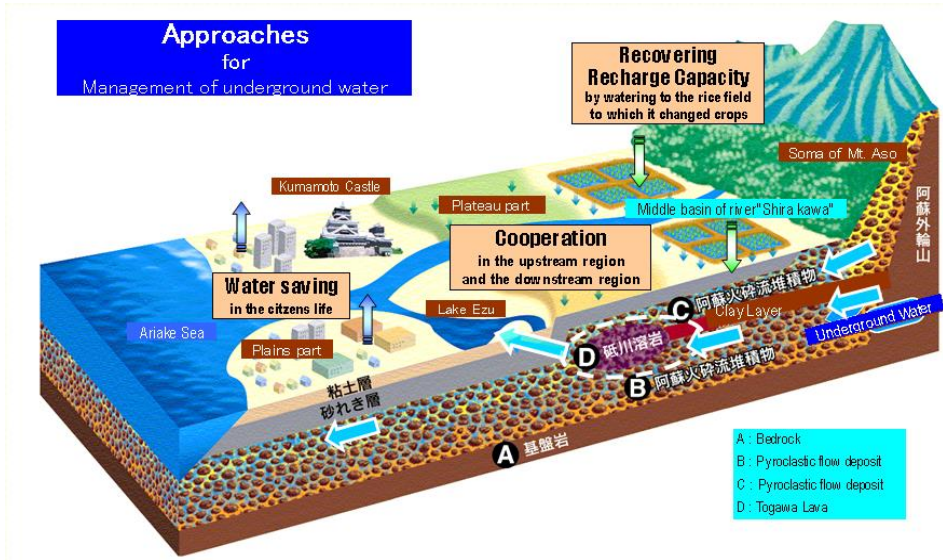 Approaches
for
Management of underground water
Recovering
Recharge Capacity
by watering to the rice field
to which it changed crops
Soma of Mt. Aso
阿蘇外輪山
Kumamoto Castle
Plateau part
Middle basin of river"Shira kawa"
Cooperation
in the upstream region
and the downstream region
Water saving
in the citzens life
Lake Ezu
C 阿蘇火砕流堆積物
Clay Layer
Underground Water
Ariake Sea
Plains part
D 砥川溶岩
B 阿蘇火砕流堆積物
粘土層
砂れき層
A 基盤岩
A : Bedrock
B : Pyroclastic flow deposit
C : Pyroclastic flow deposit
D : Togawa Lava